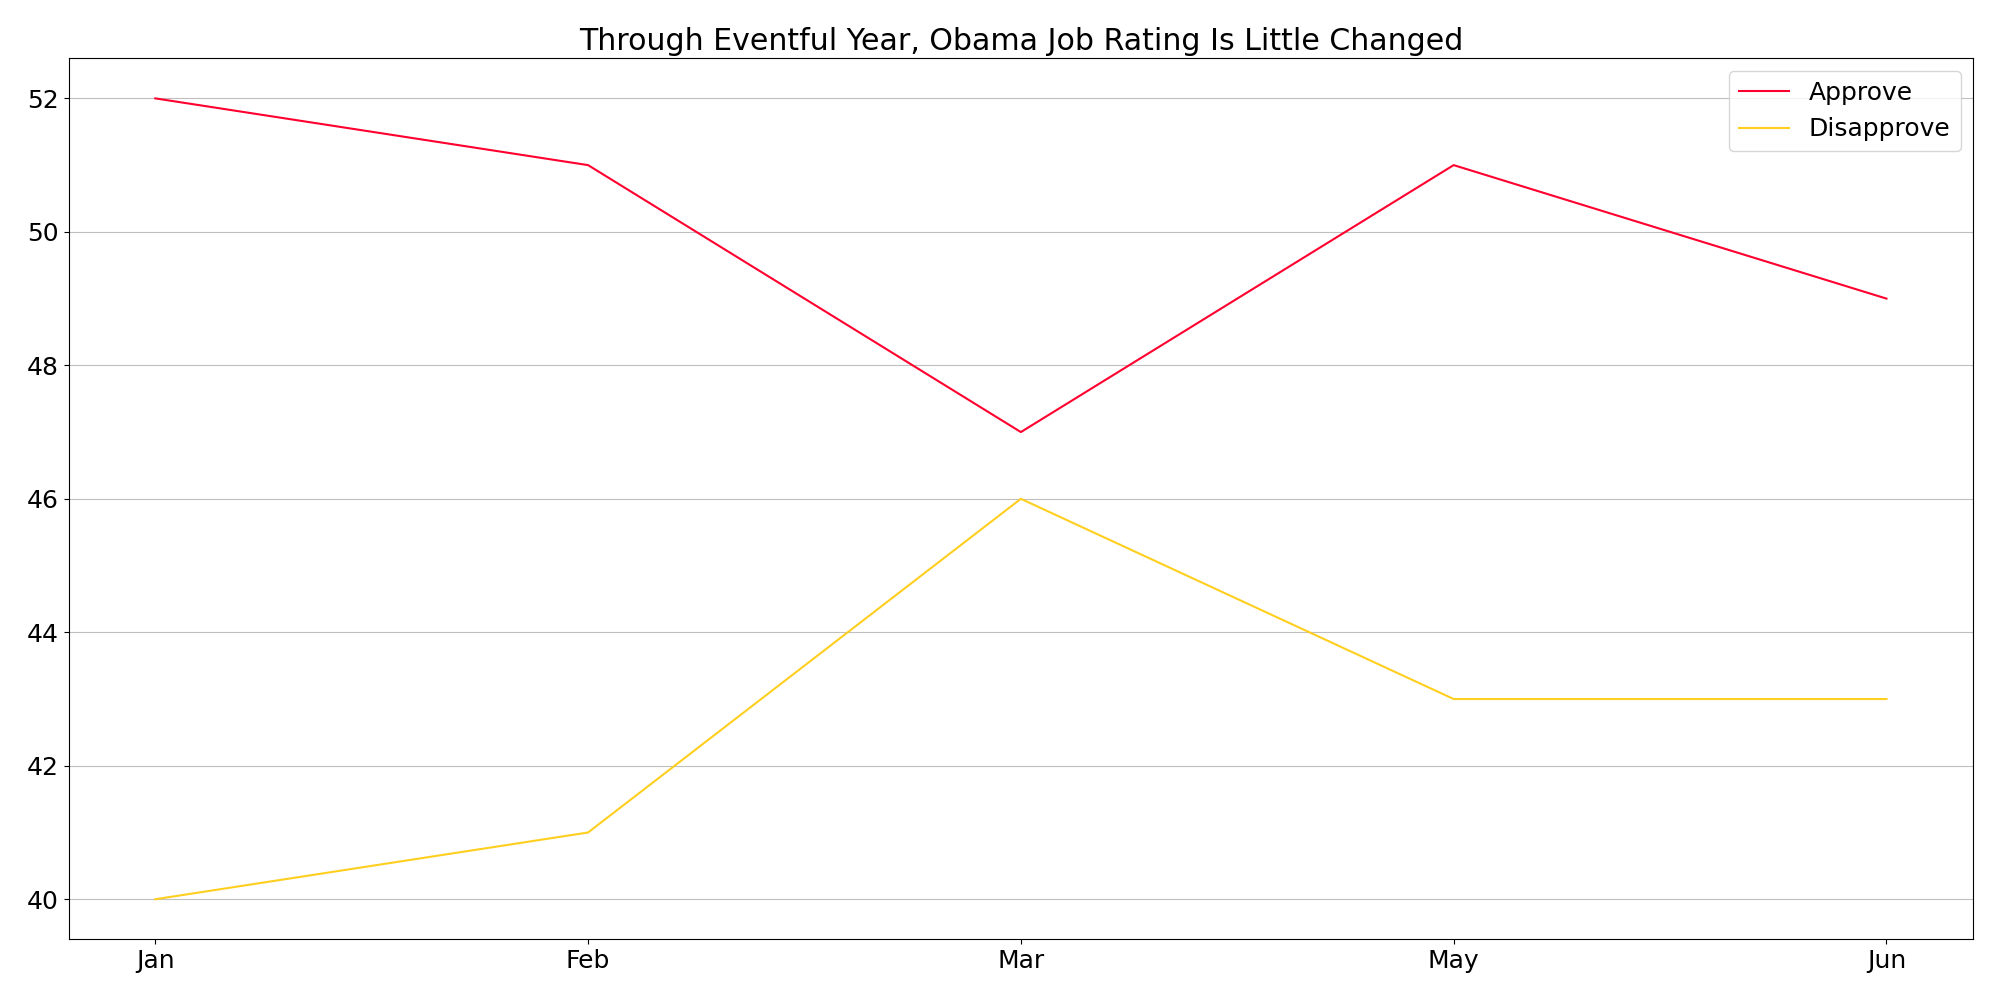 Through Eventful Year, Obama Job Rating Is Little Changed
Approve
Disapprove
52
50
48
46
44
42
40
Jan Feb Mar May Jun